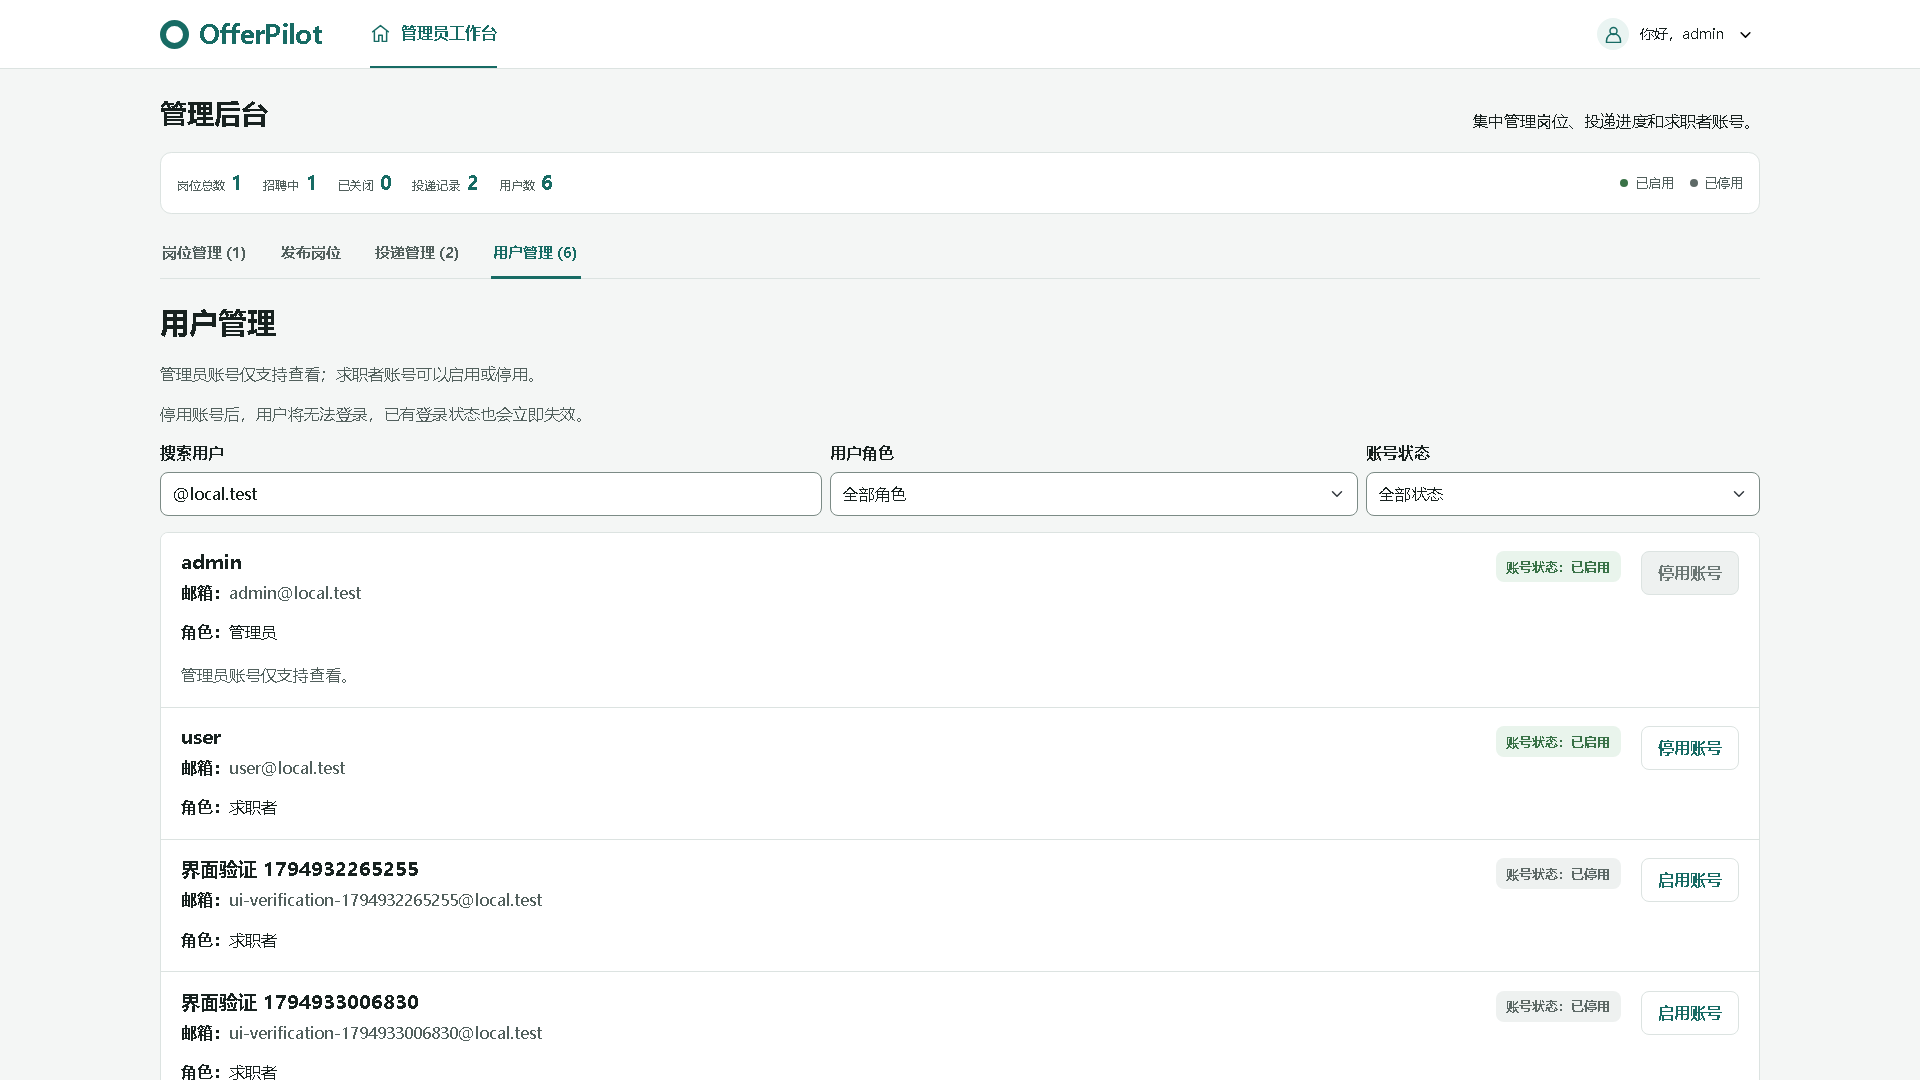 OfferPilot 管理员工作台 你好，admin
管理后台
集中管理岗位、投递进度和求职者账号。
岗位总数 1 招聘中 1 已关闭 0 投递记录 2 用户数 6 已启用 已停用
岗位管理 (1) 发布岗位 投递管理 (2) 用户管理 (6)
用户管理
管理员账号仅支持查看；求职者账号可以启用或停用。
停用账号后，用户将无法登录，已有登录状态也会立即失效。
搜索用户 用户角色 账号状态
@local.test 全部角色 全部状态
admin 账号状态：已启用 停用账号
邮箱：admin@local.test
角色：管理员
管理员账号仅支持查看。
user 账号状态：已启用 停用账号
邮箱：user@local.test
角色：求职者
界面验证 1794932265255 账号状态：已停用 启用账号
邮箱：ui-verification-1794932265255@local.test
角色：求职者
界面验证 1794933006830 账号状态：已停用 启用账号
邮箱：ui-verification-1794933006830@local.test
角色：求职者